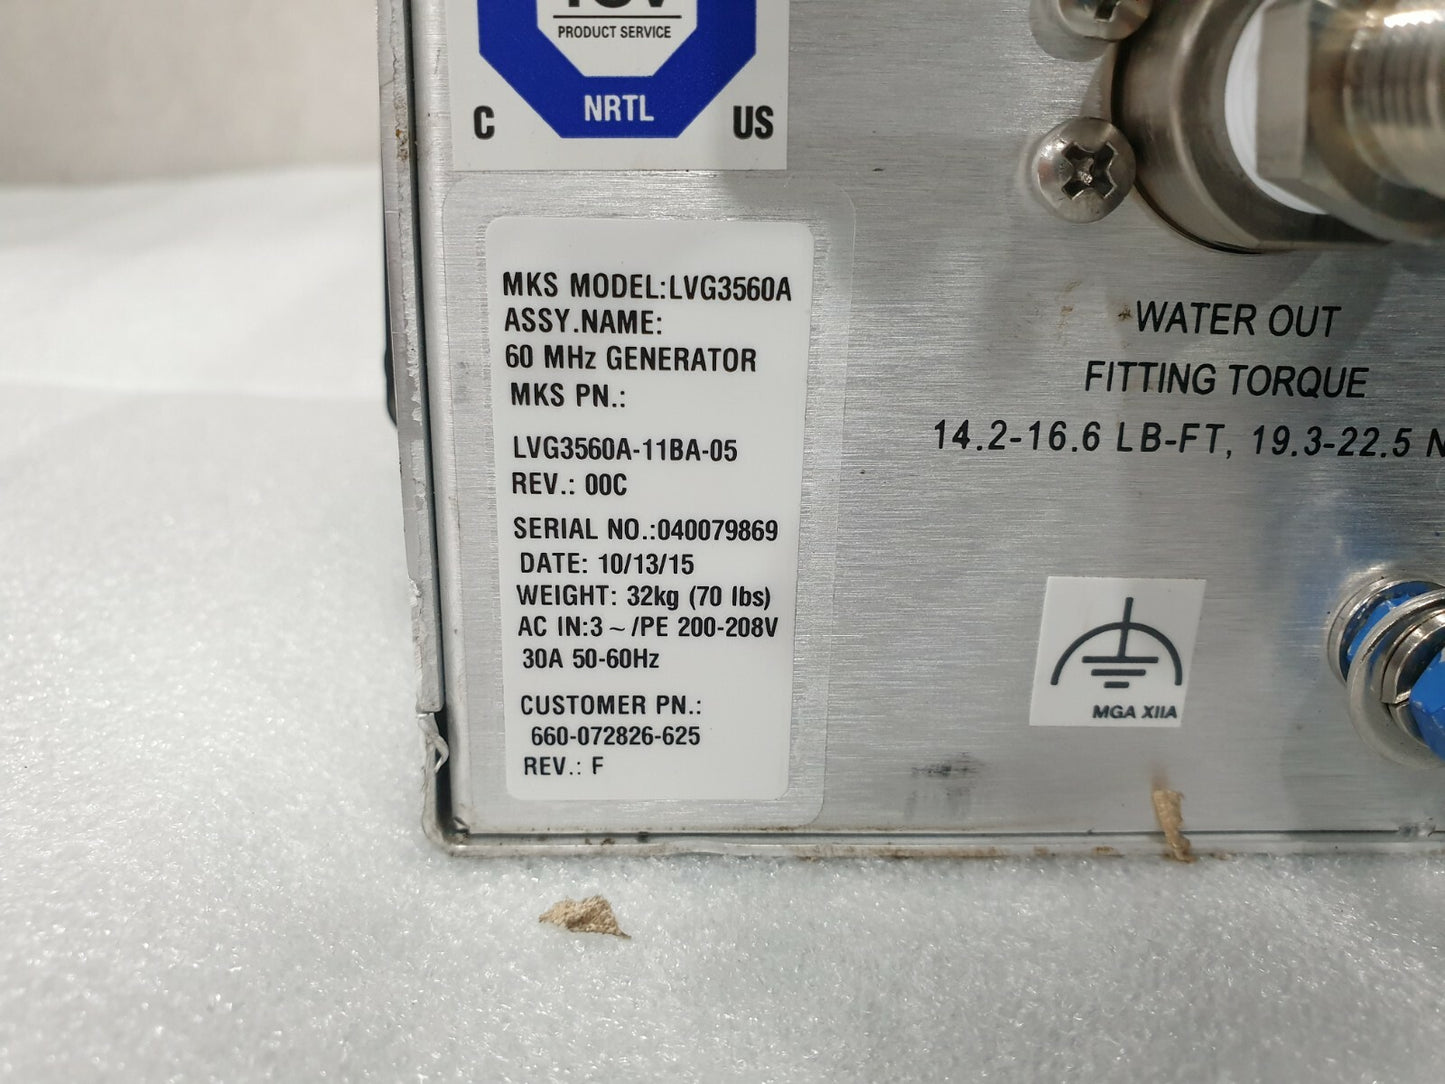 PRODUCT SERVICE
C
NRTL
US
MKS MODEL:LVG3560A
ASSY.NAME:
60 MHz GENERATOR
MKS PN.:
LVG3560A-11BA-05
REV.: 00C
SERIAL NO.:040079869
DATE: 10/13/15
WEIGHT: 32kg (70 lbs)
AC IN:3 ~ /PE 200-208V
30A 50-60Hz
CUSTOMER PN.:
660-072826-625
REV.: F
WATER OUT
FITTING TORQUE
14.2-16.6 LB-FT, 19.3-22.5
MGA XIIA